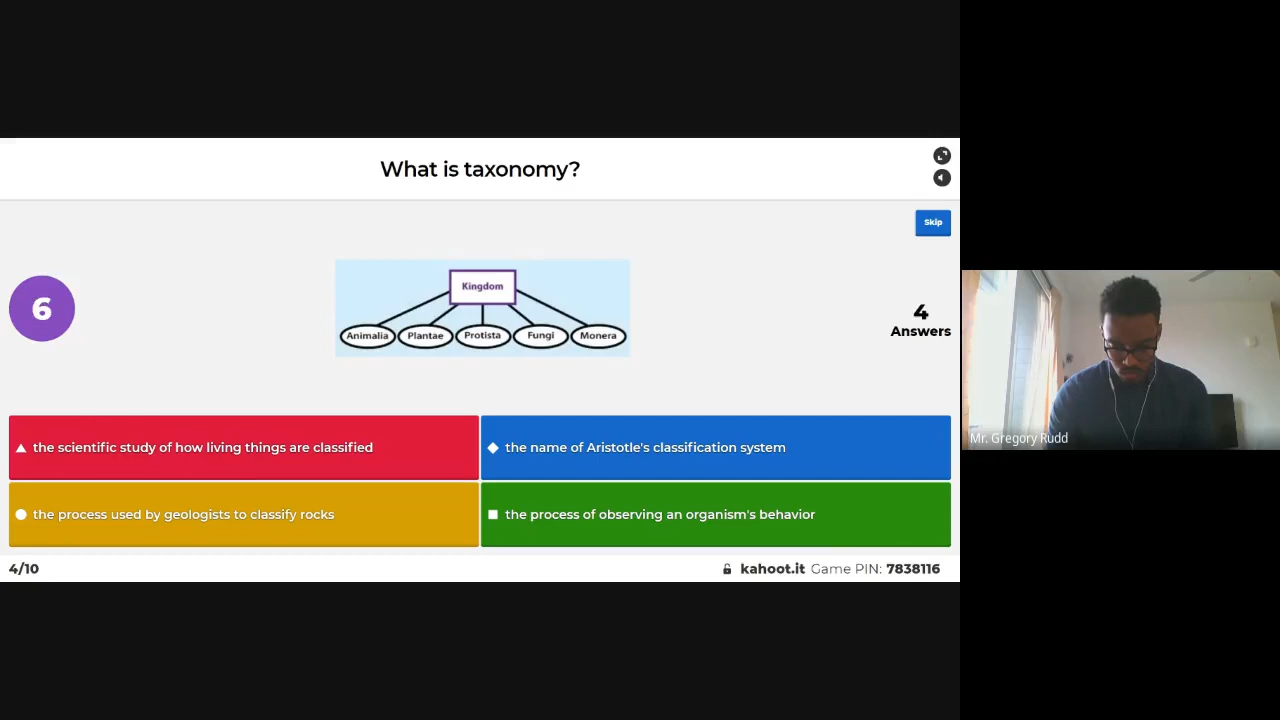 What is taxonomy?
Skip
6
Kingdom
Animalia Plantae Protista Fungi Monera
4
Answers
the scientific study of how living things are classified
the name of Aristotle's classification system
the process used by geologists to classify rocks
the process of observing an organism's behavior
4/10
kahoot.it Game PIN: 7838116
Mr. Gregory Rudd